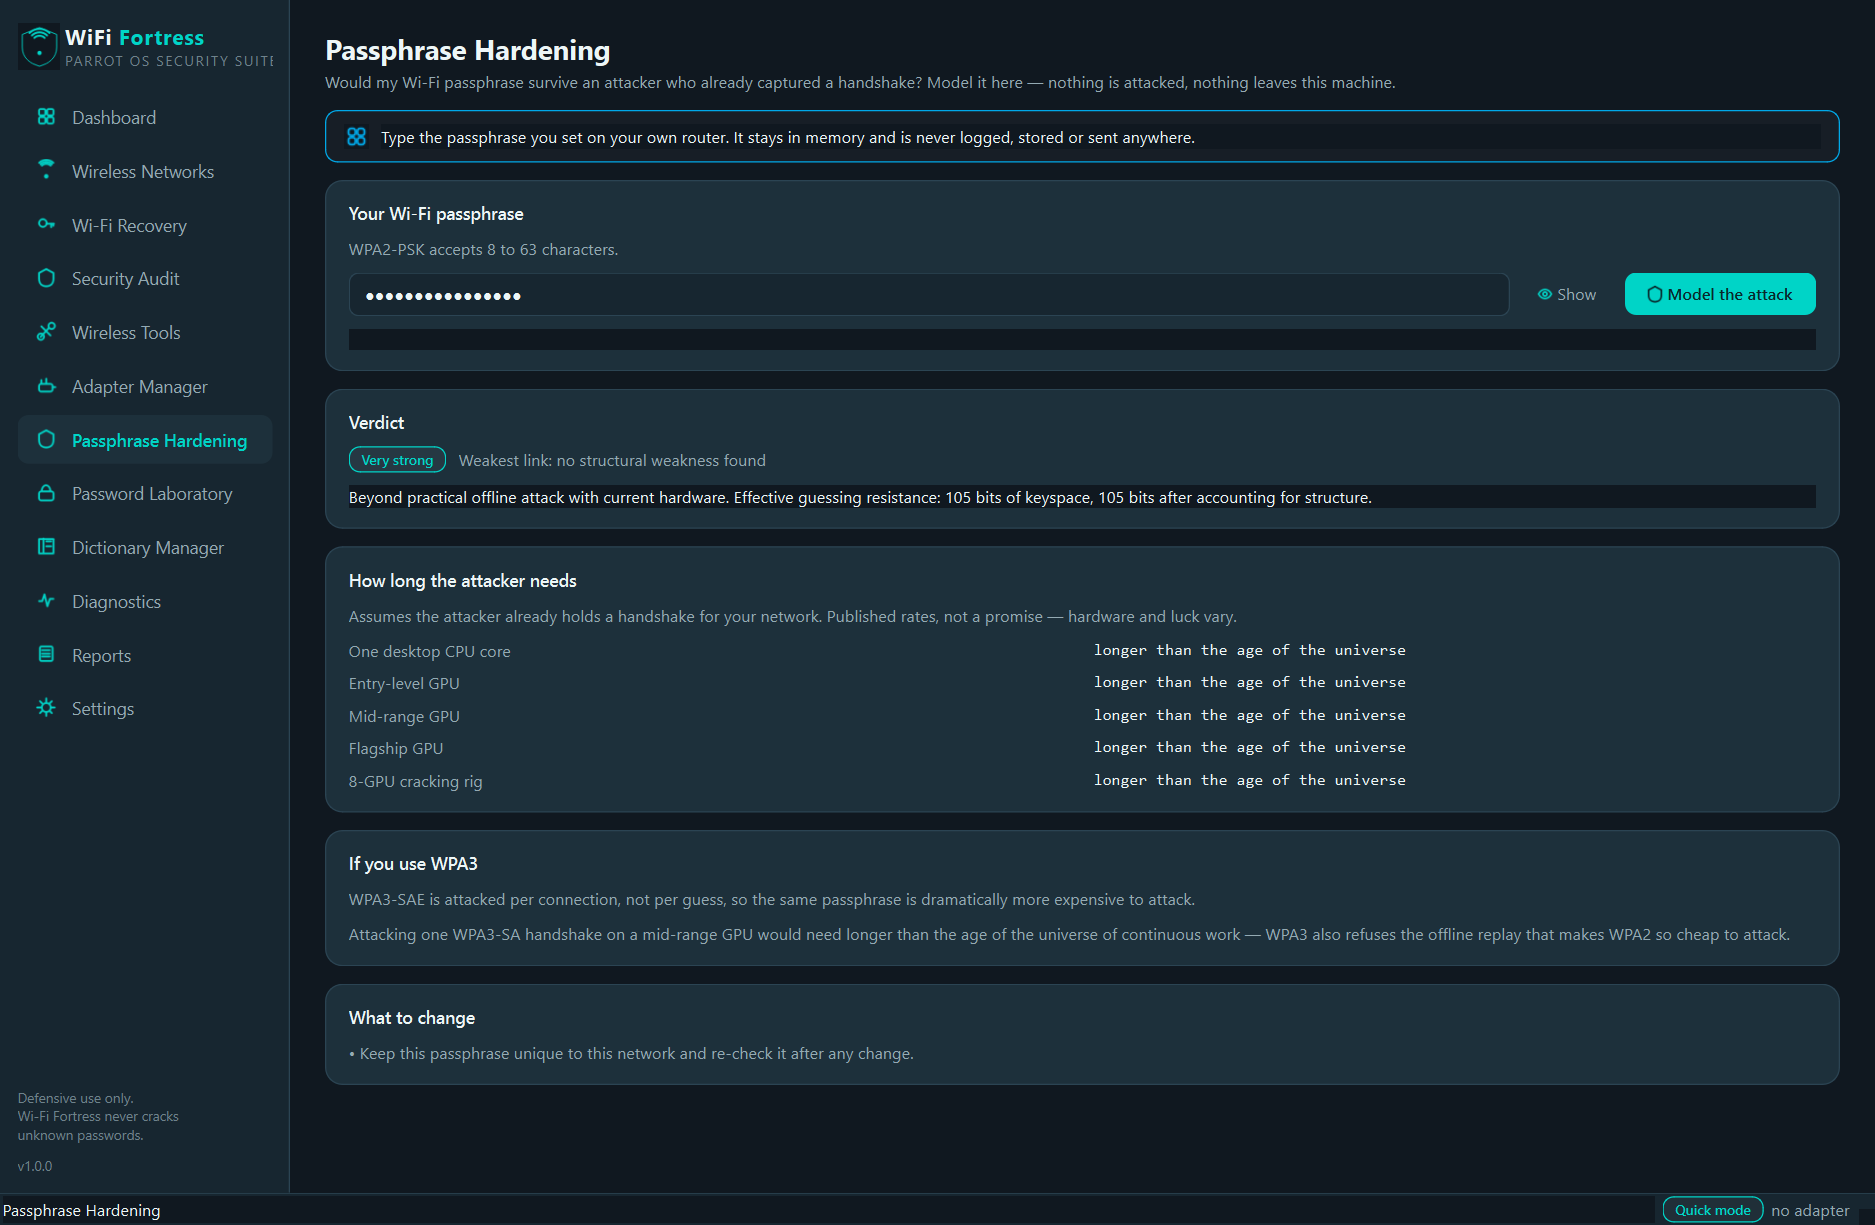 WiFi Fortress
PARROT OS SECURITY SUITE
Dashboard
Wireless Networks
Wi-Fi Recovery
Security Audit
Wireless Tools
Adapter Manager
Passphrase Hardening
Password Laboratory
Dictionary Manager
Diagnostics
Reports
Settings
Defensive use only.
Wi-Fi Fortress never cracks
unknown passwords.
v1.0.0
Passphrase Hardening
Would my Wi-Fi passphrase survive an attacker who already captured a handshake? Model it here — nothing is attacked, nothing leaves this machine.
Type the passphrase you set on your own router. It stays in memory and is never logged, stored or sent anywhere.
Your Wi-Fi passphrase
WPA2-PSK accepts 8 to 63 characters.
••••••••••••••••
Show
Model the attack
Verdict
Very strong
Weakest link: no structural weakness found
Beyond practical offline attack with current hardware. Effective guessing resistance: 105 bits of keyspace, 105 bits after accounting for structure.
How long the attacker needs
Assumes the attacker already holds a handshake for your network. Published rates, not a promise — hardware and luck vary.
One desktop CPU core longer than the age of the universe
Entry-level GPU longer than the age of the universe
Mid-range GPU longer than the age of the universe
Flagship GPU longer than the age of the universe
8-GPU cracking rig longer than the age of the universe
If you use WPA3
WPA3-SAE is attacked per connection, not per guess, so the same passphrase is dramatically more expensive to attack.
Attacking one WPA3-SA handshake on a mid-range GPU would need longer than the age of the universe of continuous work — WPA3 also refuses the offline replay that makes WPA2 so cheap to attack.
What to change
• Keep this passphrase unique to this network and re-check it after any change.
Passphrase Hardening
Quick mode
no adapter